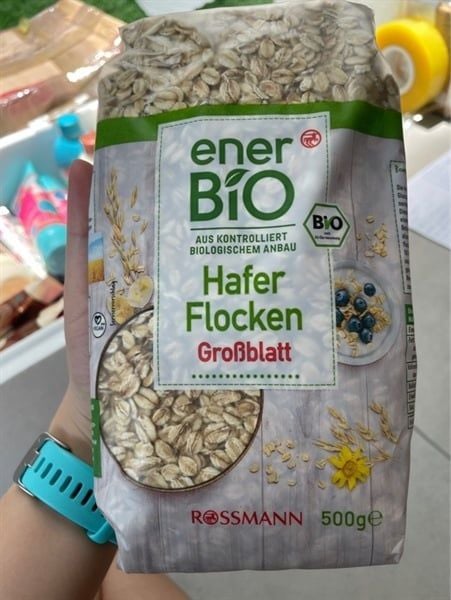 ener
BiO
AUS KONTROLLIERT
BIOLOGISCHEM ANBAU
BiO
Hafer
Flocken
Großblatt
ROSSMANN
500g℮